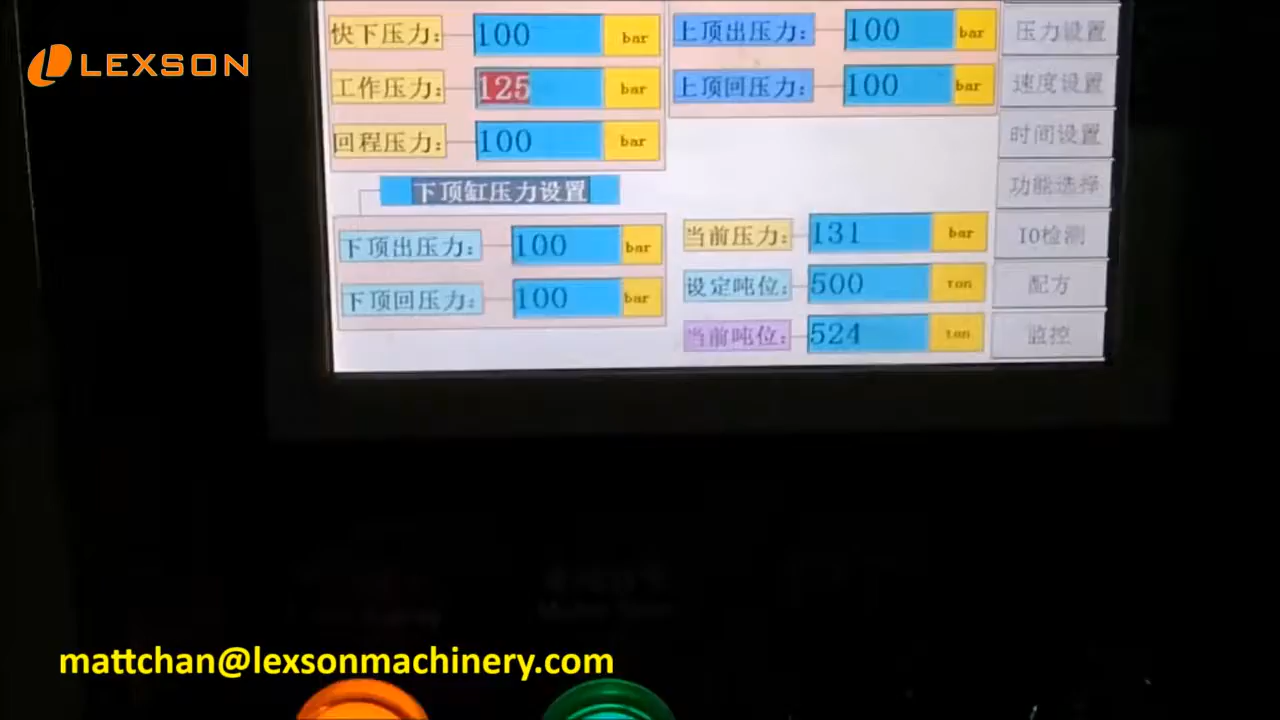 LEXSON
快下压力: 100 bar
工作压力: 125 bar
回程压力: 100 bar
上顶出压力: 100 bar
上顶回压力: 100 bar
下顶缸压力设置
下顶出压力: 100 bar
下顶回压力: 100 bar
当前压力: 131 bar
设定吨位: 500 Ton
当前吨位: 524 Ton
压力设置
速度设置
时间设置
功能选择
IO检测
配方
监控
mattchan@lexsonmachinery.com